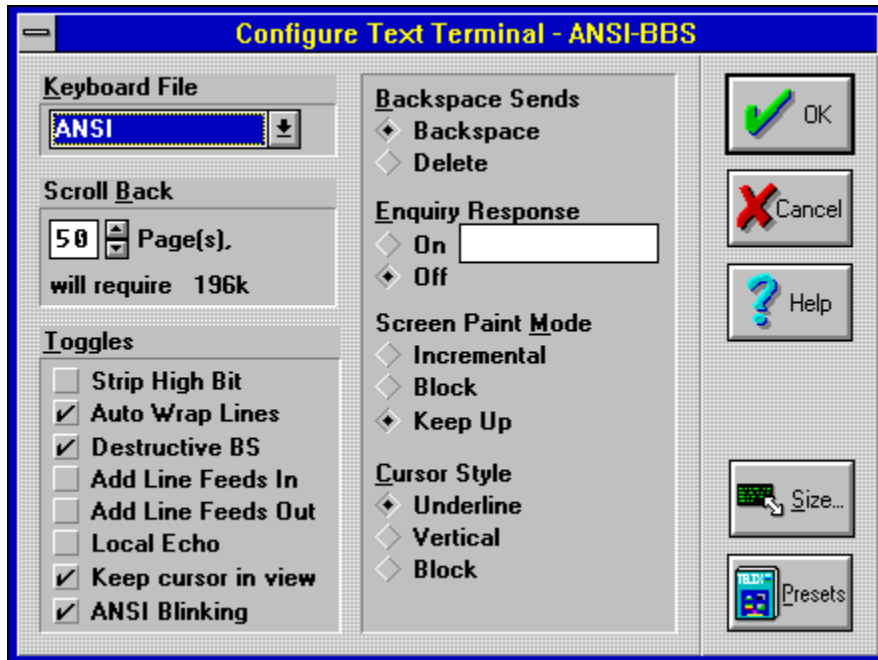 Configure Text Terminal - ANSI-BBS
Keyboard File
ANSI
Scroll Back
50 Page(s),
will require 196k
Toggles
Strip High Bit
Auto Wrap Lines
Destructive BS
Add Line Feeds In
Add Line Feeds Out
Local Echo
Keep cursor in view
ANSI Blinking
Backspace Sends
Backspace
Delete
Enquiry Response
On
Off
Screen Paint Mode
Incremental
Block
Keep Up
Cursor Style
Underline
Vertical
Block
OK
Cancel
Help
Size...
TELIX
Presets